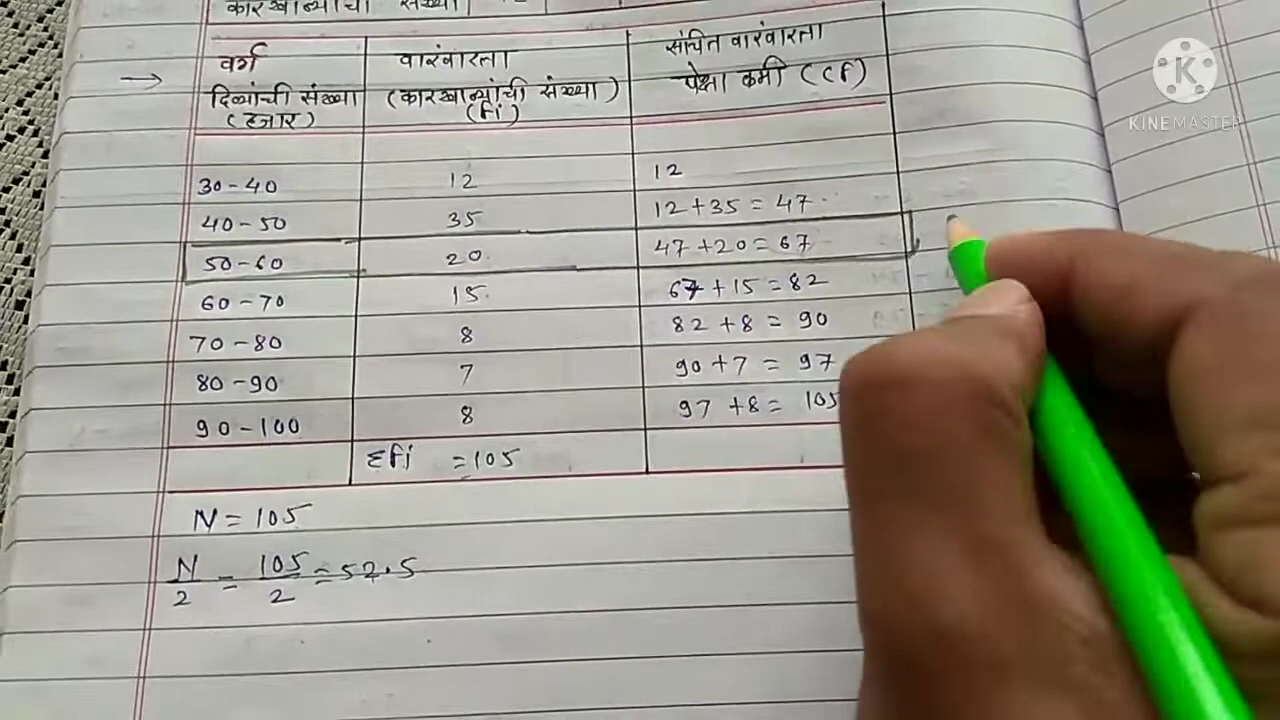 कारखान्यांची संख्या
वर्ग वारंवारता संचित वारंवारता
→ दिव्यांची संख्या (कारखान्यांची संख्या) पेक्षा कमी (cf)
(हजार) (fi)
30-40 12 12
40-50 35 12+35=47
50-60 20 47+20=67
60-70 15 67+15=82
70-80 8 82+8=90
80-90 7 90+7=97
90-100 8 97+8=105
Σfi =105
N=105
N/2 = 105/2 = 52.5
K
KINEMASTER